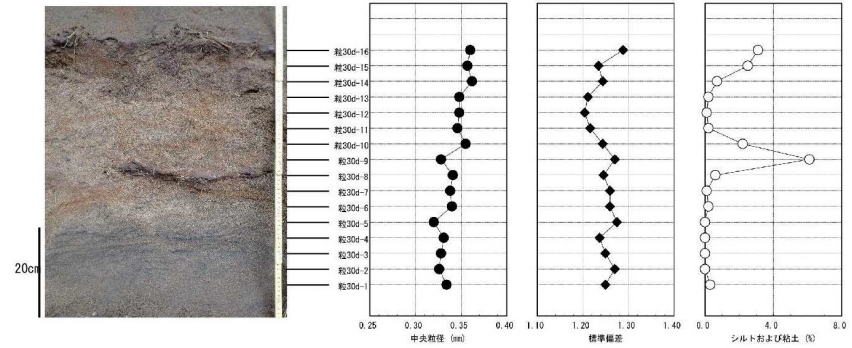 粒30d-16
粒30d-15
粒30d-14
粒30d-13
粒30d-12
粒30d-11
粒30d-10
粒30d-9
粒30d-8
粒30d-7
粒30d-6
粒30d-5
粒30d-4
粒30d-3
粒30d-2
粒30d-1
20cm
0.25 0.30 0.35 0.40 1.10 1.20 1.30 1.40 0.0 2.0 4.0 6.0 8.0
中央粒径 (mm) 標準偏差 シルトおよび粘土 (%)